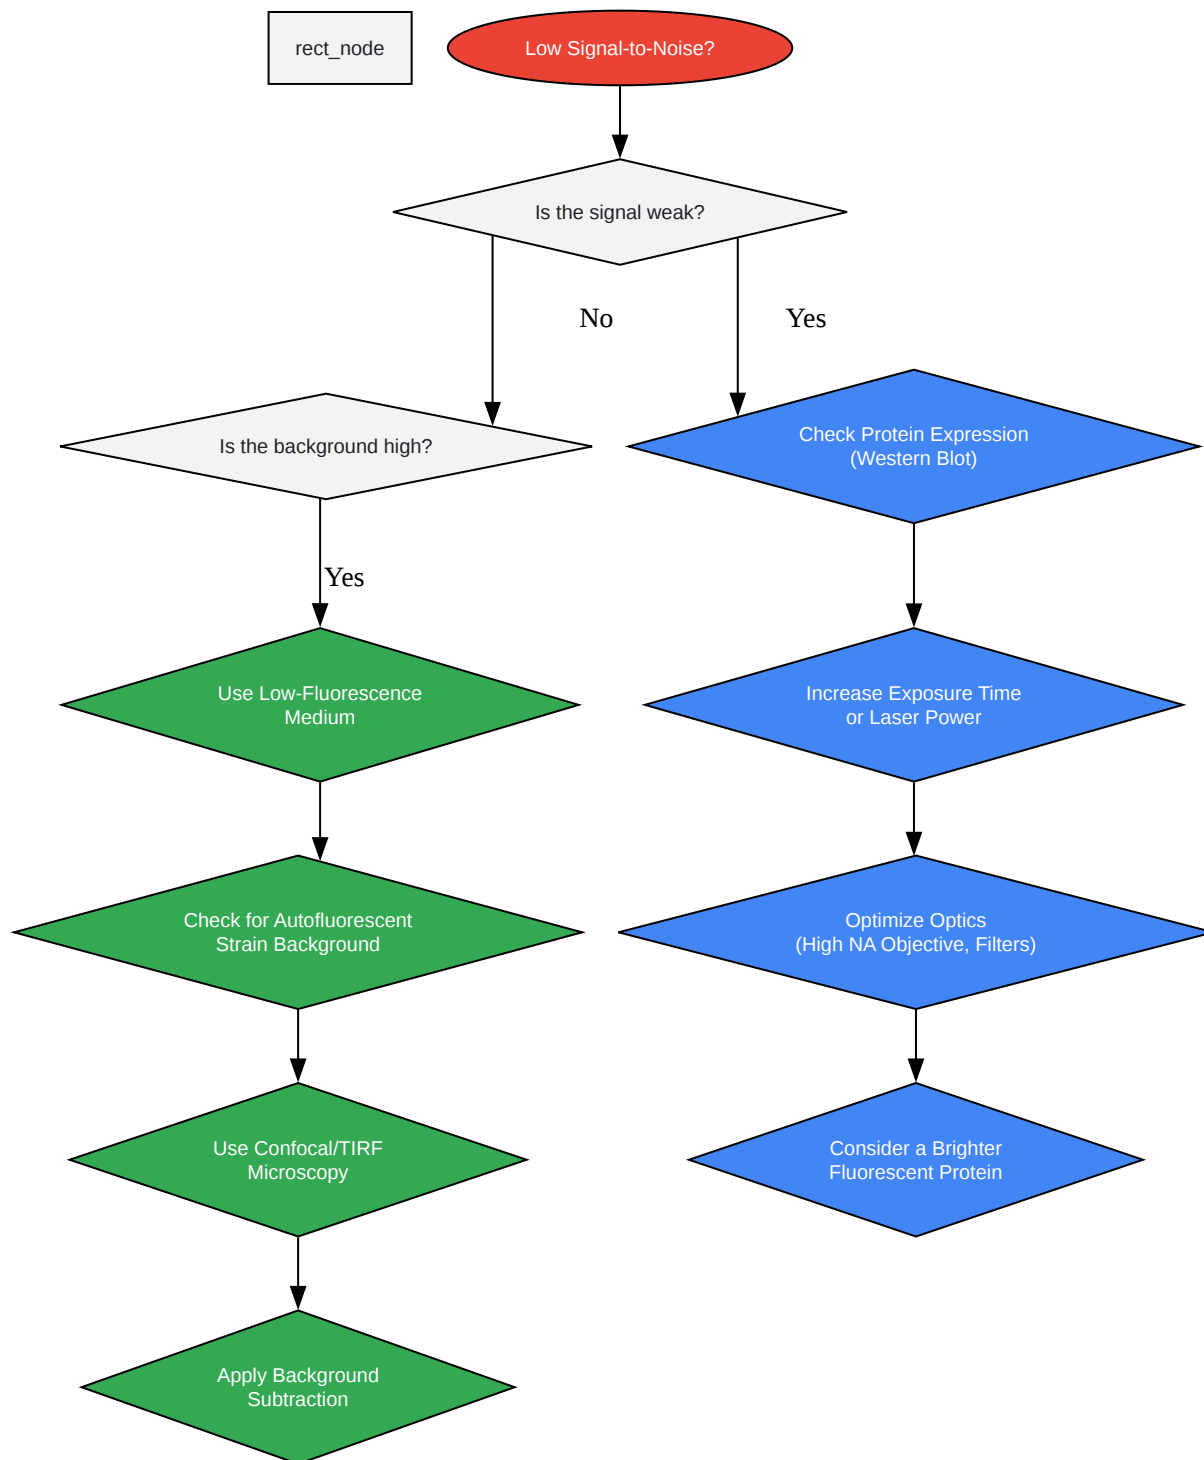 rect_node
Low Signal-to-Noise?
Is the signal weak?
No
Yes
Is the background high?
Check Protein Expression
(Western Blot)
Yes
Use Low-Fluorescence
Medium
Increase Exposure Time
or Laser Power
Check for Autofluorescent
Strain Background
Optimize Optics
(High NA Objective, Filters)
Use Confocal/TIRF
Microscopy
Consider a Brighter
Fluorescent Protein
Apply Background
Subtraction